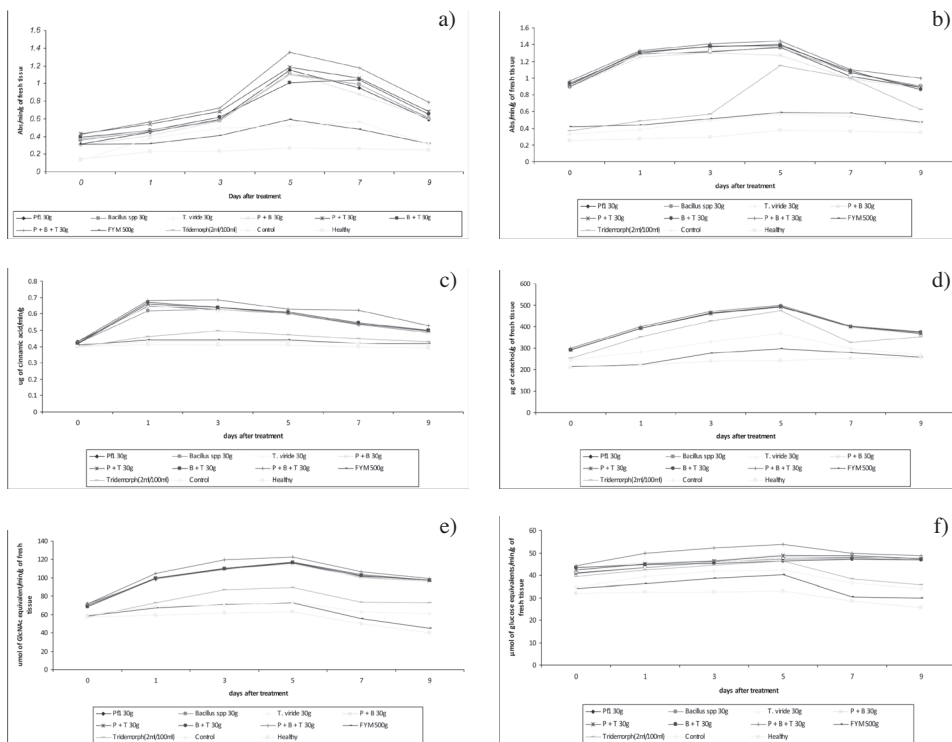 a)
1.6
1.4
1.2
1
0.8
0.6
0.4
0.2
0
Abs/min/g of fresh tissue
0 1 3 5 7 9
Days after treatment
Pf1 30g Bacillus spp 30g T. viride 30g P + B 30g P + T 30g B + T 30g
P + B + T 30g FYM 500g Tridemorph(2ml/100ml) Control Healthy
b)
1.6
1.4
1.2
1
0.8
0.6
0.4
0.2
0
Abs/min/g of fresh tissue
0 1 3 5 7 9
days after treatment
Pf1 30g Bacillus spp 30g T. viride 30g P + B 30g
P + T 30g B + T 30g P + B + T 30g FYM 500g
Tridemorph(2ml/100ml) Control Healthy
c)
0.8
0.7
0.6
0.5
0.4
0.3
0.2
0.1
0
ug of cinnamic acid/min/g
0 1 3 5 7 9
days after treatment
Pf1 30g Bacillus spp 30g T. viride 30g P + B 30g
P + T 30g B + T 30g P + B + T 30g FYM 500g
Tridemorph(2ml/100ml) Control Healthy
d)
600
500
400
300
200
100
0
µg of catechol/g of fresh tissue
0 1 3 5 7 9
days after treatment
Pf1 30g Bacillus spp 30g T. viride 30g P + B 30g
P + T 30g B + T 30g P + B + T 30g FYM 500g
Tridemorph(2ml/100ml) Control Healthy
e)
140
120
100
80
60
40
20
0
umol of GlcNAc equivalent/min/g of fresh
tissue
0 1 3 5 7 9
days after treatment
Pf1 30g Bacillus spp 30g T. viride 30g P + B 30g
P + T 30g B + T 30g P + B + T 30g FYM 500g
Tridemorph(2ml/100ml) Control Healthy
f)
60
50
40
30
20
10
0
µmol of glucose equivalents/min/g of
fresh tissue
0 1 3 5 7 9
days after treatment
Pf1 30g Bacillus spp 30g T. viride 30g P + B 30g
P + T 30g B + T 30g P + B + T 30g FYM 500g
Tridemorph(2ml/100ml) Control Healthy